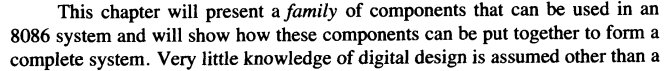 This chapter will present a family of components that can be used in an
8086 system and will show how these components can be put together to form a
complete system. Very little knowledge of digital design is assumed other than a